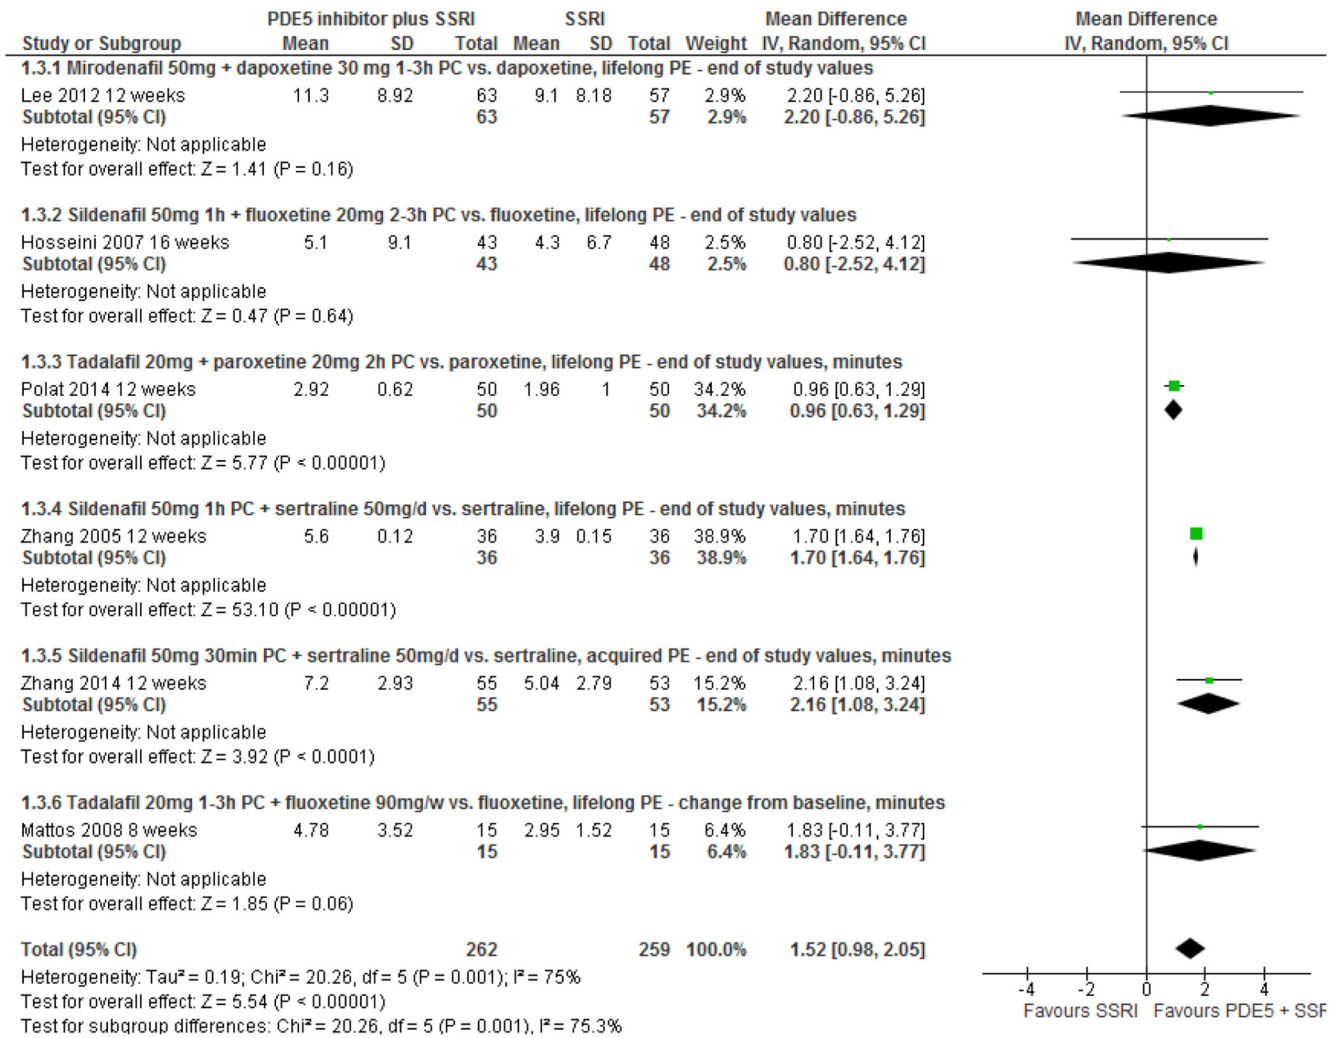 PDE5 inhibitor plus SSRI SSRI Mean Difference Mean Difference
Study or Subgroup Mean SD Total Mean SD Total Weight IV, Random, 95% CI IV, Random, 95% CI
1.3.1 Mirodenafil 50mg + dapoxetine 30 mg 1-3h PC vs. dapoxetine, lifelong PE - end of study values
Lee 2012 12 weeks 11.3 8.92 63 9.1 8.18 57 2.9% 2.20 [-0.86, 5.26]
Subtotal (95% CI) 63 57 2.9% 2.20 [-0.86, 5.26]
Heterogeneity: Not applicable
Test for overall effect: Z = 1.41 (P = 0.16)
1.3.2 Sildenafil 50mg 1h + fluoxetine 20mg 2-3h PC vs. fluoxetine, lifelong PE - end of study values
Hosseini 2007 16 weeks 5.1 9.1 43 4.3 6.7 48 2.5% 0.80 [-2.52, 4.12]
Subtotal (95% CI) 43 48 2.5% 0.80 [-2.52, 4.12]
Heterogeneity: Not applicable
Test for overall effect: Z = 0.47 (P = 0.64)
1.3.3 Tadalafil 20mg + paroxetine 20mg 2h PC vs. paroxetine, lifelong PE - end of study values, minutes
Polat 2014 12 weeks 2.92 0.62 50 1.96 1 50 34.2% 0.96 [0.63, 1.29]
Subtotal (95% CI) 50 50 34.2% 0.96 [0.63, 1.29]
Heterogeneity: Not applicable
Test for overall effect: Z = 5.77 (P < 0.00001)
1.3.4 Sildenafil 50mg 1h PC + sertraline 50mg/d vs. sertraline, lifelong PE - end of study values, minutes
Zhang 2005 12 weeks 5.6 0.12 36 3.9 0.15 36 38.9% 1.70 [1.64, 1.76]
Subtotal (95% CI) 36 36 38.9% 1.70 [1.64, 1.76]
Heterogeneity: Not applicable
Test for overall effect: Z = 53.10 (P < 0.00001)
1.3.5 Sildenafil 50mg 30min PC + sertraline 50mg/d vs. sertraline, acquired PE - end of study values, minutes
Zhang 2014 12 weeks 7.2 2.93 55 5.04 2.79 53 15.2% 2.16 [1.08, 3.24]
Subtotal (95% CI) 55 53 15.2% 2.16 [1.08, 3.24]
Heterogeneity: Not applicable
Test for overall effect: Z = 3.92 (P < 0.0001)
1.3.6 Tadalafil 20mg 1-3h PC + fluoxetine 90mg/w vs. fluoxetine, lifelong PE - change from baseline, minutes
Mattos 2008 8 weeks 4.78 3.52 15 2.95 1.52 15 6.4% 1.83 [-0.11, 3.77]
Subtotal (95% CI) 15 15 6.4% 1.83 [-0.11, 3.77]
Heterogeneity: Not applicable
Test for overall effect: Z = 1.85 (P = 0.06)
Total (95% CI) 262 259 100.0% 1.52 [0.98, 2.05]
Heterogeneity: Tau² = 0.19; Chi² = 20.26, df = 5 (P = 0.001); I² = 75%
Test for overall effect: Z = 5.54 (P < 0.00001)
Test for subgroup differences: Chi² = 20.26, df = 5 (P = 0.001), I² = 75.3%
-4 -2 0 2 4
Favours SSRI Favours PDE5 + SSF